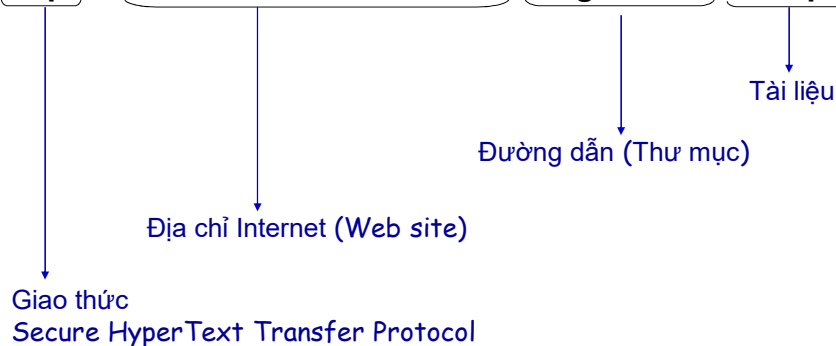 Tài liệu
Đường dẫn (Thư mục)
Địa chỉ Internet (Web site)
Giao thức
Secure HyperText Transfer Protocol